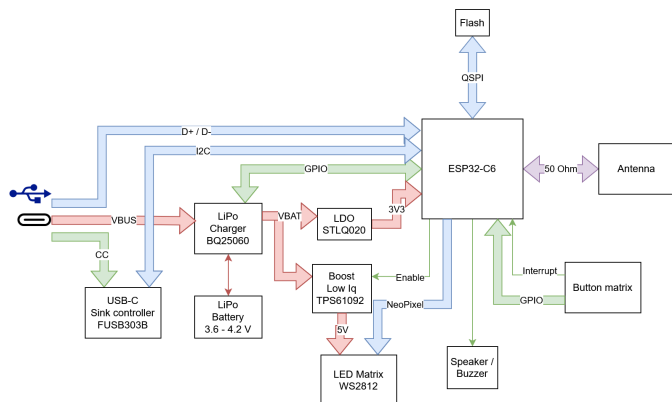 Flash
QSPI
D+ / D-
I2C
GPIO
ESP32-C6
50 Ohm
Antenna
VBUS
LiPo
Charger
BQ25060
VBAT
LDO
STLQ020
3V3
CC
USB-C
Sink controller
FUSB303B
LiPo
Battery
3.6 - 4.2 V
Boost
Low Iq
TPS61092
Enable
Interrupt
GPIO
Button matrix
NeoPixel
5V
LED Matrix
WS2812
Speaker /
Buzzer